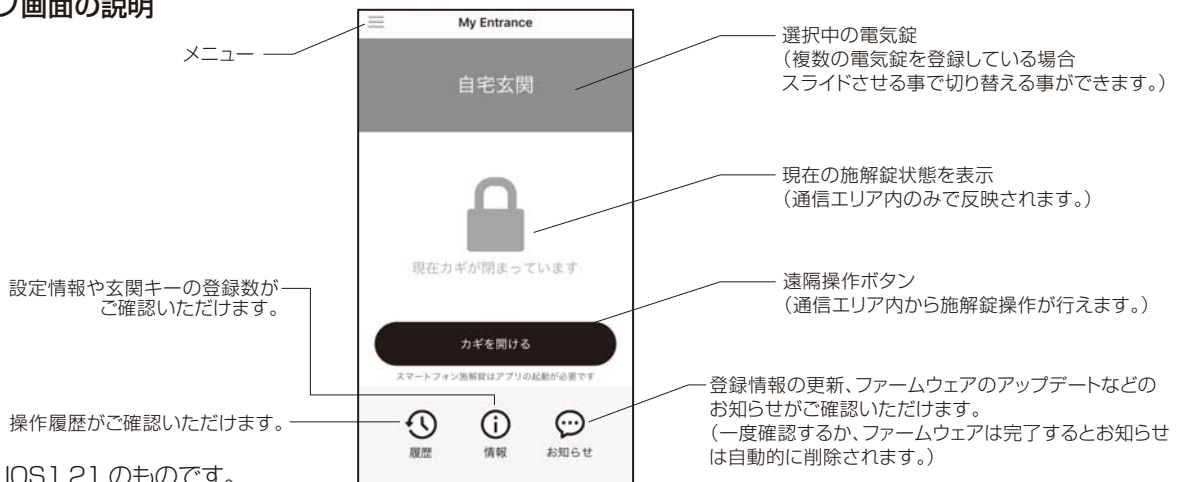 画面の説明
メニュー
My Entrance
自宅玄関
選択中の電気錠
（複数の電気錠を登録している場合
スライドさせる事で切り替える事ができます。）
現在の施解錠状態を表示
（通信エリア内のみで反映されます。）
現在カギが閉まっています
設定情報や玄関キーの登録数が
ご確認いただけます。
遠隔操作ボタン
（通信エリア内から施解錠操作が行えます。）
カギを開ける
スマートフォン施解錠はアプリの起動が必要です
登録情報の更新、ファームウェアのアップデートなどの
お知らせがご確認いただけます。
（一度確認するか、ファームウェアは完了するとお知らせ
は自動的に削除されます。）
操作履歴がご確認いただけます。
履歴
情報
お知らせ
IOS1.21 のものです。